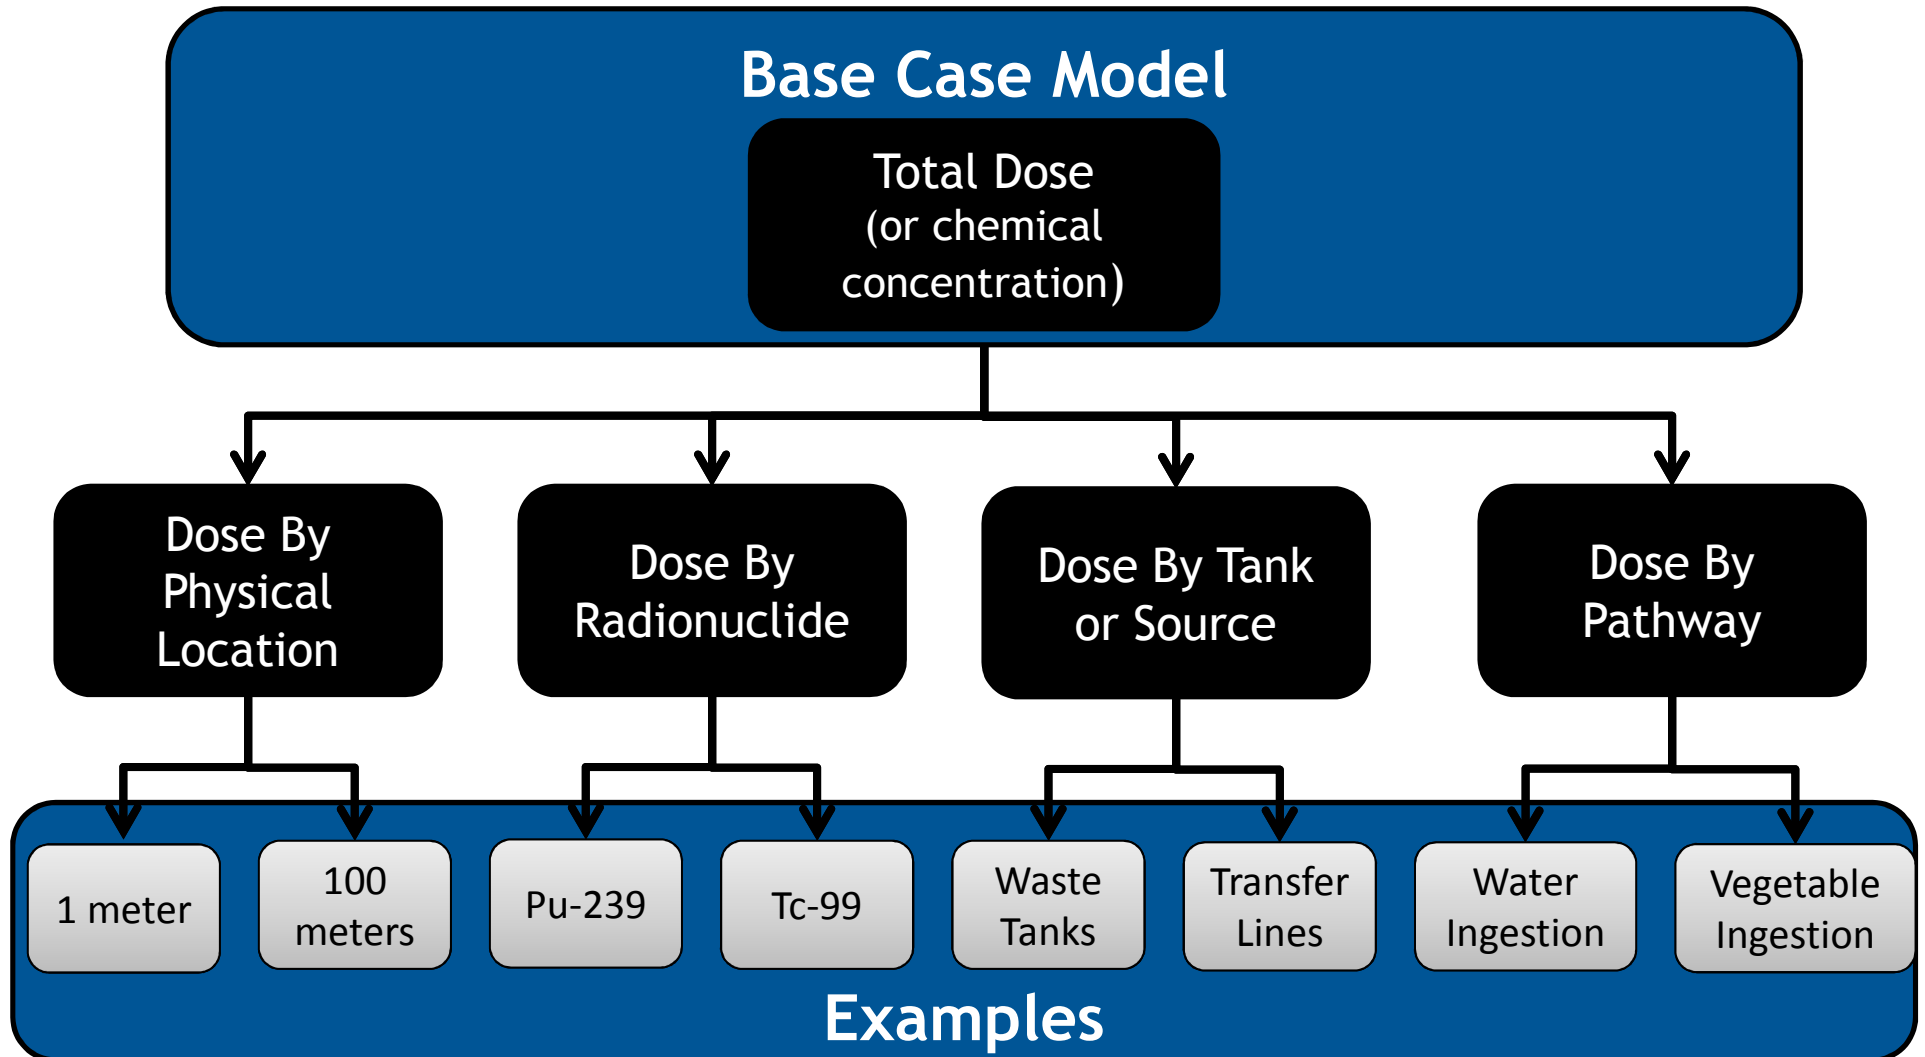 Base Case Model
Total Dose
(or chemical
concentration)
Dose By
Physical
Location
Dose By
Radionuclide
Dose By Tank
or Source
Dose By
Pathway
1 meter
100
meters
Pu-239
Tc-99
Waste
Tanks
Transfer
Lines
Water
Ingestion
Vegetable
Ingestion
Examples